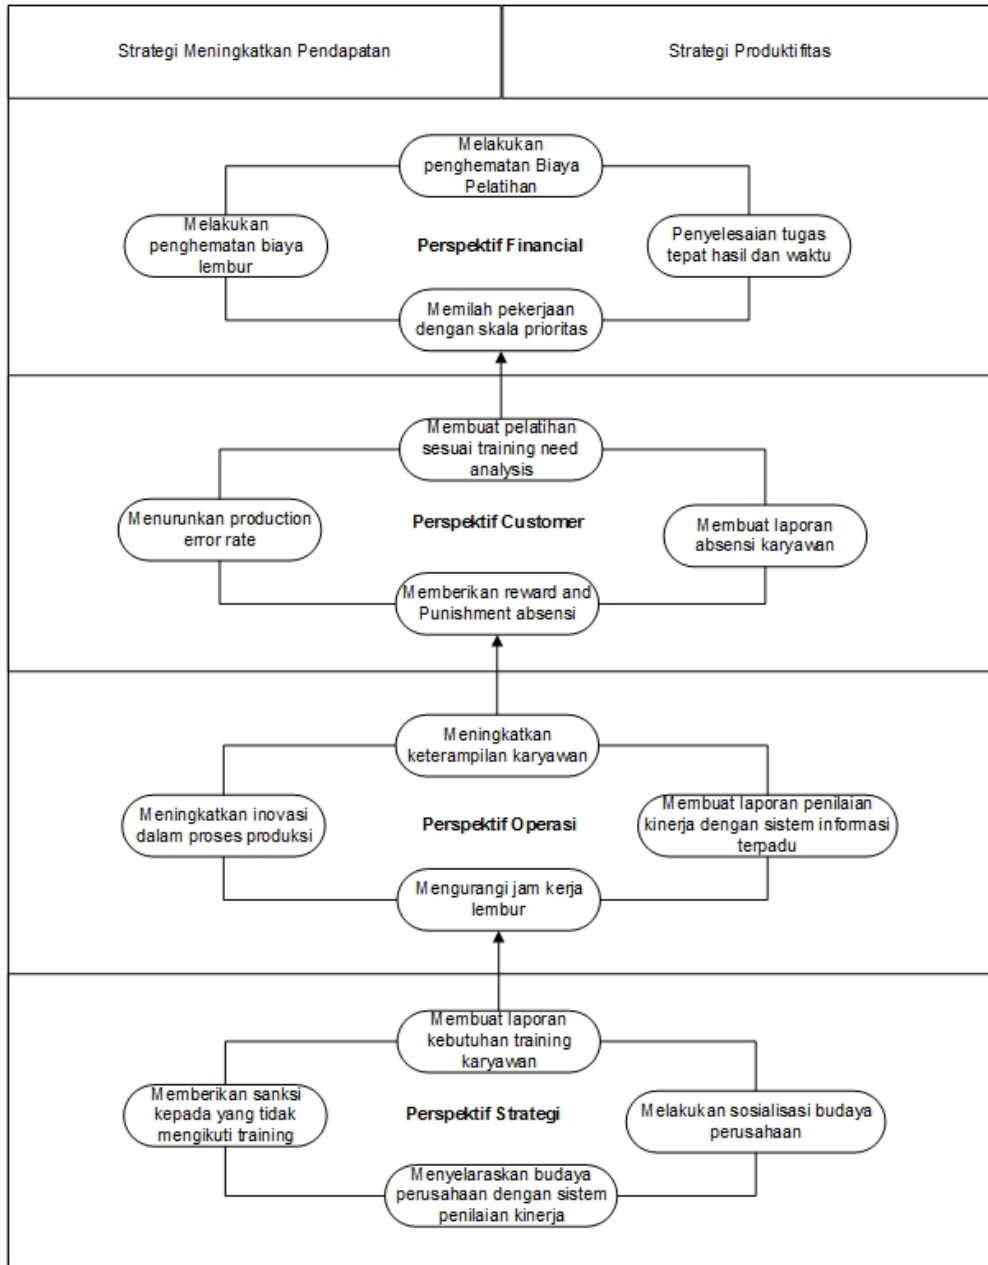 Strategi Meningkatkan Pendapatan
Strategi Produktifitas
Melakukan
penghematan Biaya
Pelatihan
Melakukan
penghematan biaya
lembur
Perspektif Financial
Penyelesaian tugas
tepat hasil dan waktu
Memilah pekerjaan
dengan skala prioritas
Membuat pelatihan
sesuai training need
analysis
Menurunkan production
error rate
Perspektif Customer
Membuat laporan
absensi karyawan
Memberikan reward and
Punishment absensi
Meningkatkan
keterampilan karyawan
Meningkatkan inovasi
dalam proses produksi
Perspektif Operasi
Membuat laporan penilaian
kinerja dengan sistem informasi
terpadu
Mengurangi jam kerja
lembur
Membuat laporan
kebutuhan training
karyawan
Memberikan sanksi
kepada yang tidak
mengikuti training
Perspektif Strategi
Melakukan sosialisasi budaya
perusahaan
Menyelaraskan budaya
perusahaan dengan sistem
penilaian kinerja